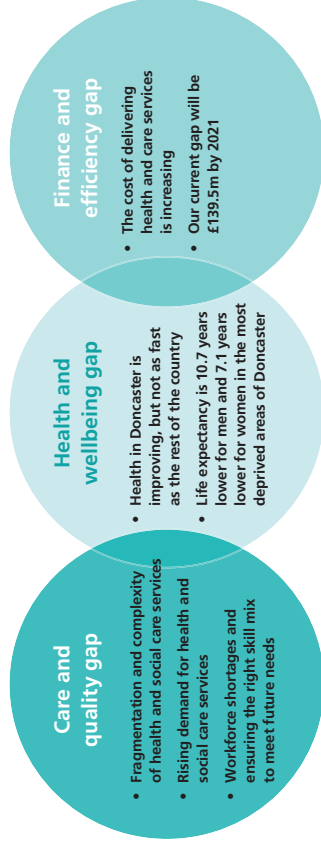 Care and
quality gap
• Fragmentation and complexity
of health and social care services
• Rising demand for health and
social care services
• Workforce shortages and
ensuring the right skill mix
to meet future needs
Health and
wellbeing gap
• Health in Doncaster is
improving, but not as fast
as the rest of the country
• Life expectancy is 10.7 years
lower for men and 7.1 years
lower for women in the most
deprived areas of Doncaster
Finance and
efficiency gap
• The cost of delivering
health and care services
is increasing
• Our current gap will be
£139.5m by 2021